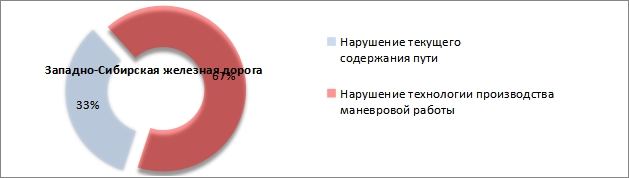 Западно-Сибирская железная дорога
67%
33%
Нарушение текущего
содержания пути
Нарушение технологии производства
маневровой работы